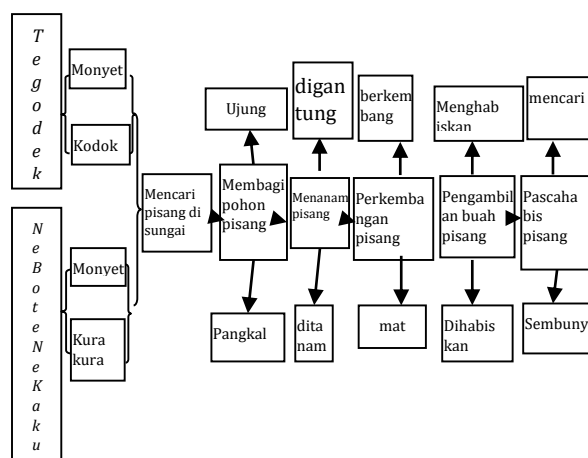 Tegodek
Monyet
Kodok
NeBoteNeKaku
Monyet
Kura
kura
Mencari
pisang di
sungai
Ujung
Membagi
pohon
pisang
Pangkal
digan
tung
Menanam
pisang
dita
nam
berkem
bang
Perkemba
ngan
pisang
mat
Menghab
iskan
Pengambil
an buah
pisang
Dihabis
kan
mencari
Pascaha
bis
pisang
Sembuny